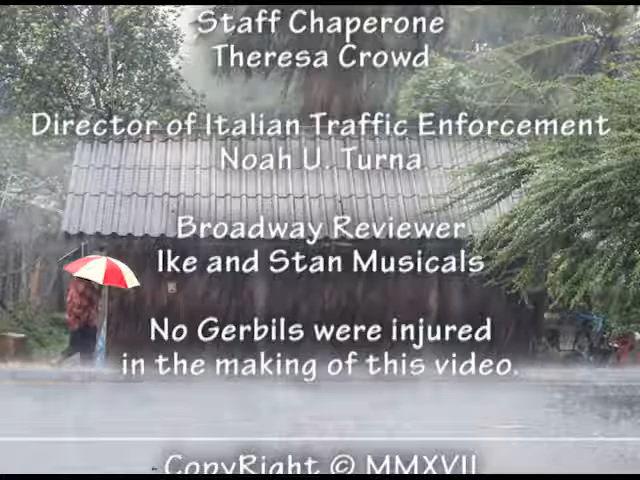 Staff Chaperone
Theresa Crowd
Director of Italian Traffic Enforcement
Noah U. Turna
Broadway Reviewer
Ike and Stan Musicals
No Gerbils were injured
in the making of this video.
CopyRight © MMXVII